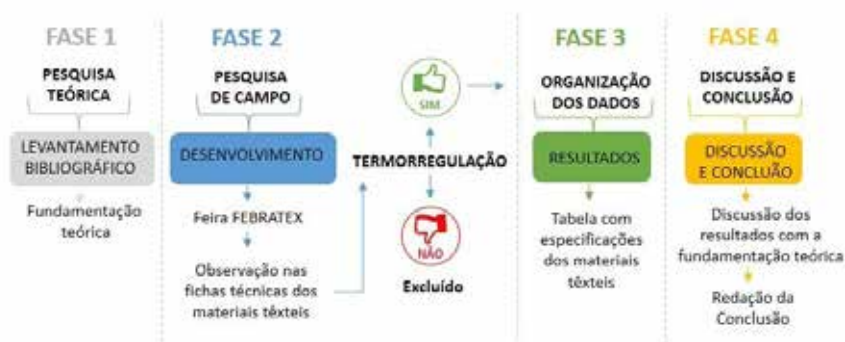 FASE 1
PESQUISA
TEÓRICA
LEVANTAMENTO
BIBLIOGRÁFICO
Fundamentação
teórica
FASE 2
PESQUISA
DE CAMPO
DESENVOLVIMENTO
Feira FEBRATEX
Observação nas
fichas técnicas dos
materiais têxteis
SIM
TERMORREGULAÇÃO
NÃO
Excluído
FASE 3
ORGANIZAÇÃO
DOS DADOS
RESULTADOS
Tabela com
especificações
dos materiais
têxteis
FASE 4
DISCUSSÃO E
CONCLUSÃO
DISCUSSÃO
E CONCLUÃO
Discussão dos
resultados com a
fundamentação teórica
Redação da
Conclusão